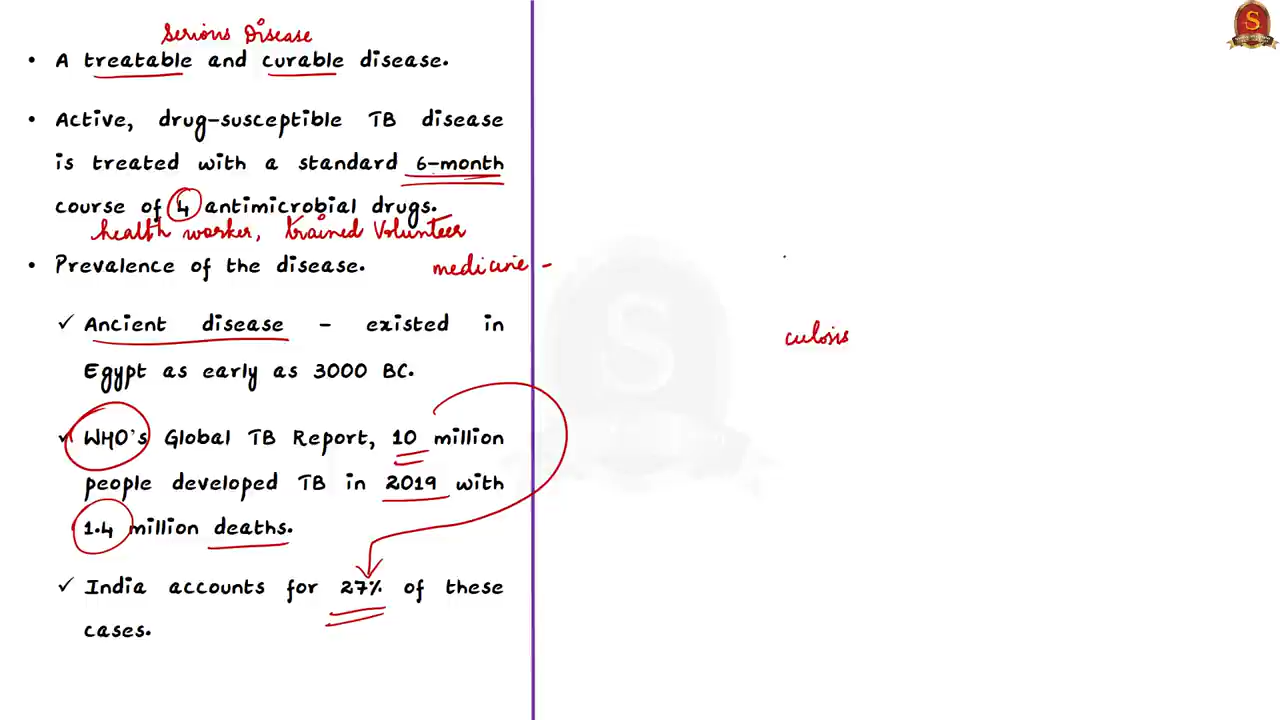 Serious Disease
• A treatable and curable disease.
• Active, drug-susceptible TB disease
is treated with a standard 6-month
course of 4 antimicrobial drugs.
health worker, trained Volunteer
• Prevalence of the disease.
medicine -
✓ Ancient disease - existed in
Egypt as early as 3000 BC.
✓ WHO's Global TB Report, 10 million
people developed TB in 2019 with
1.4 million deaths.
✓ India accounts for 27% of these
cases.
culosis
S
S